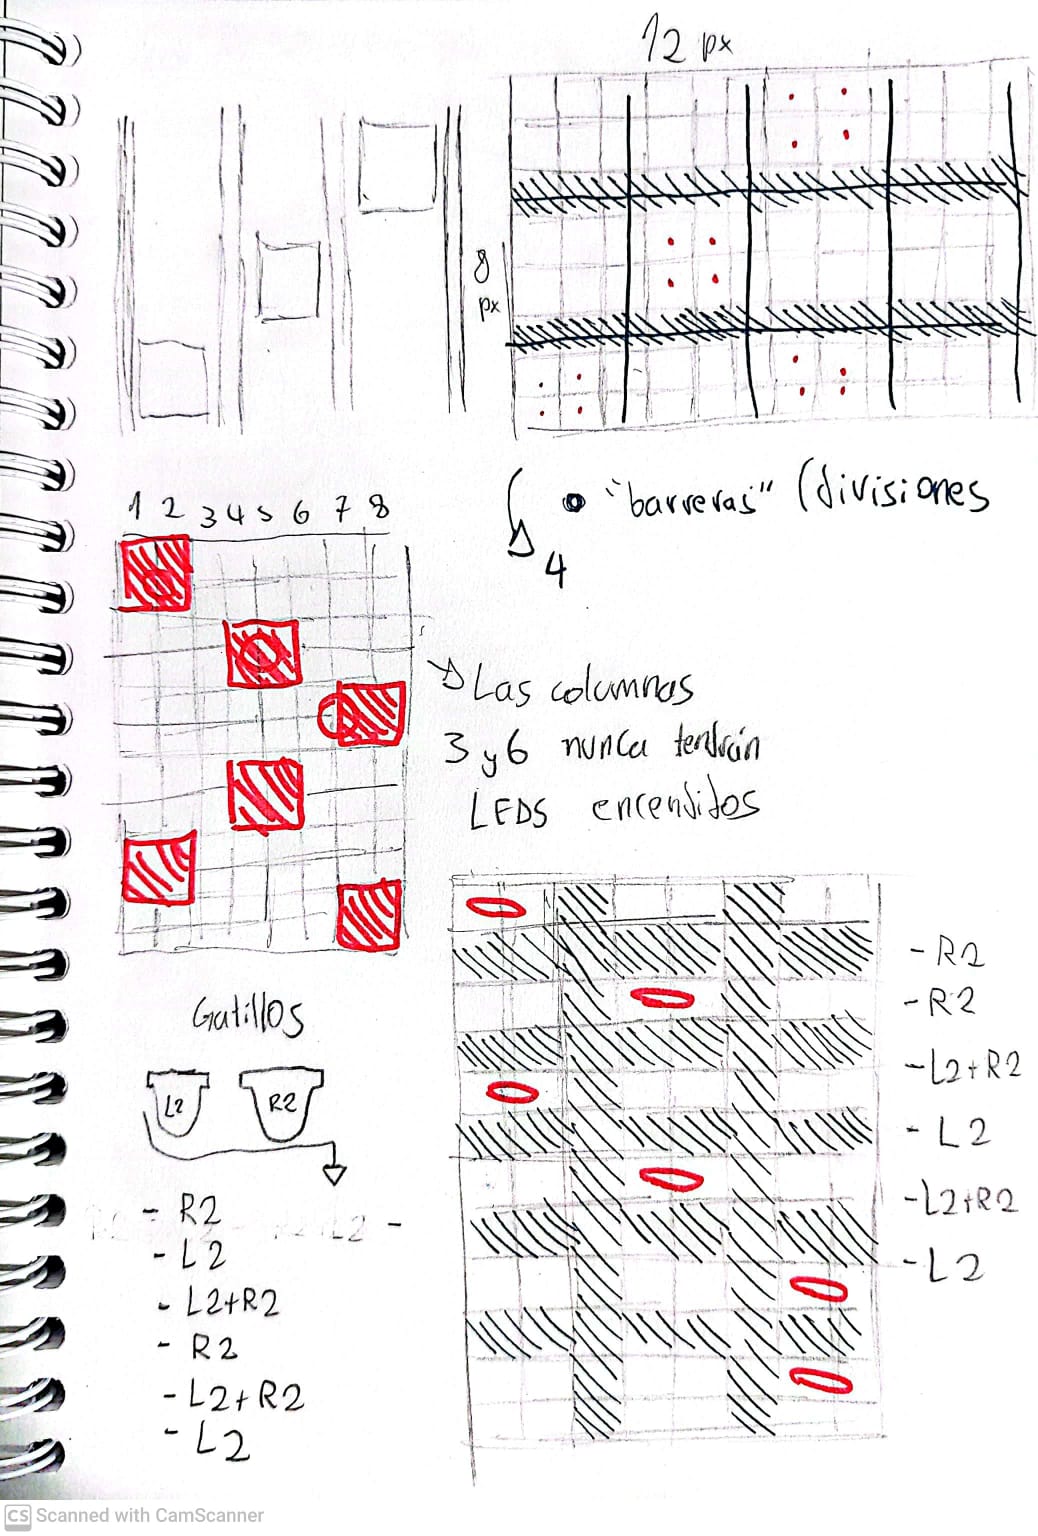 12 px
8
px
"barreras" (divisiones
4
1 2 3 4 5 6 7 8
Las columnas
3 y 6 nunca tendrán
LEDS encendidos
- R2
- R2
- L2+R2
- L2
- L2+R2
- L2
Gatillos
L2 R2
- R2
- L2
- L2+R2
- R2
- L2+R2
- L2
CS Scanned with CamScanner